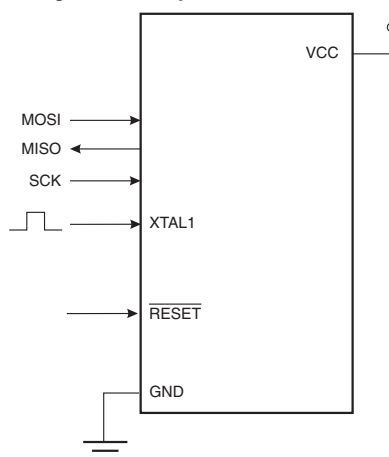 VCC
MOSI
MISO
SCK
XTAL1
RESET
GND